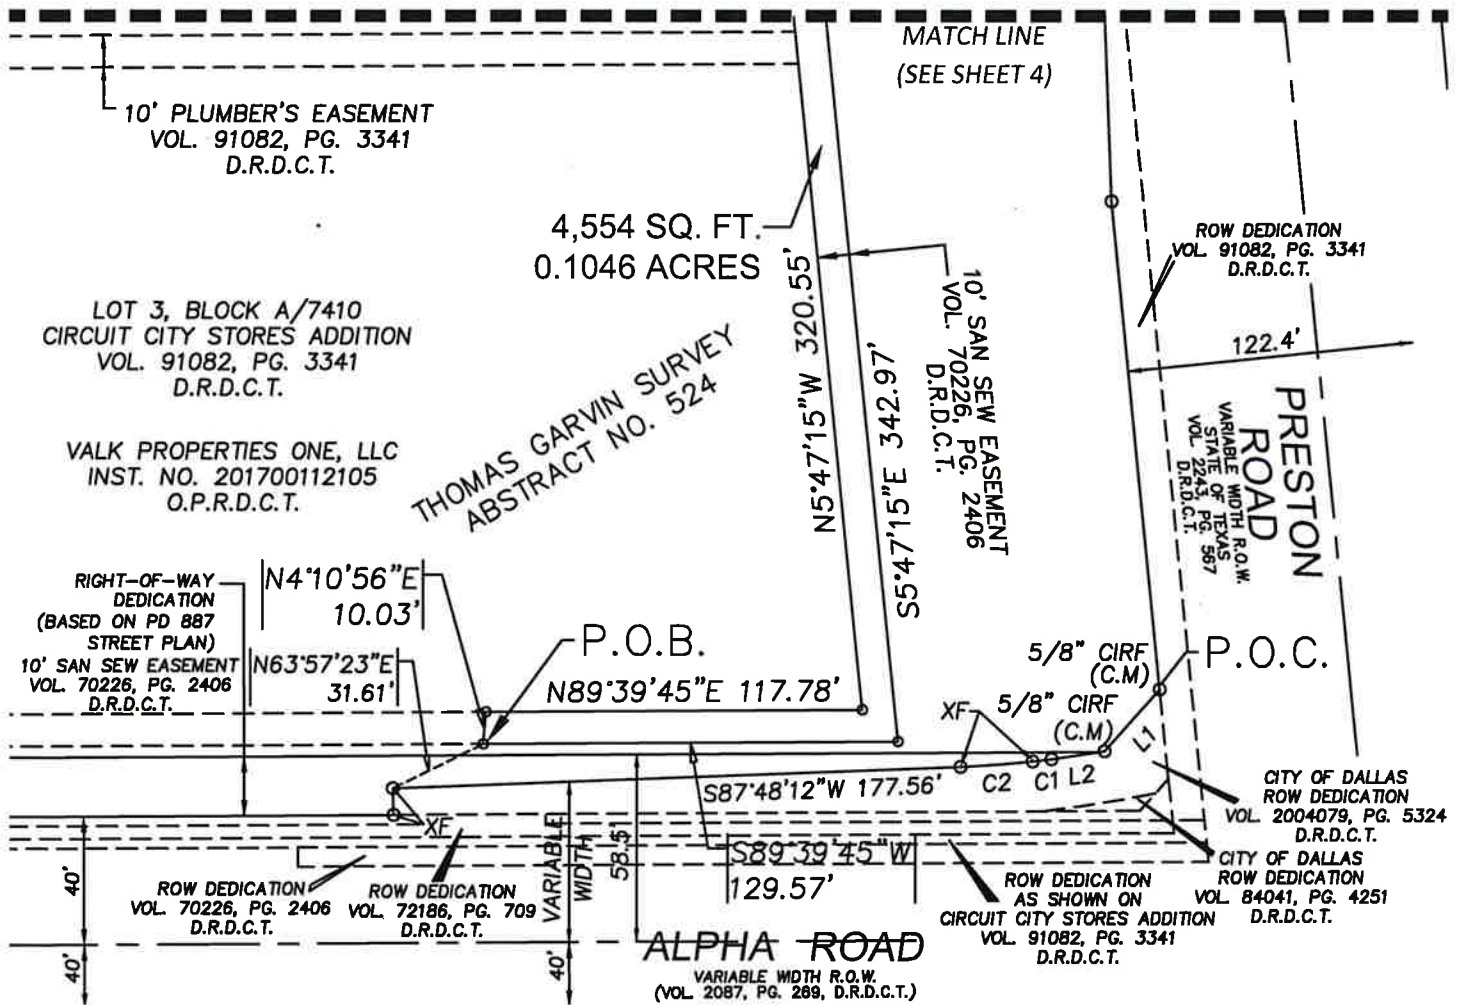 MATCH LINE
(SEE SHEET 4)
10' PLUMBER'S EASEMENT
VOL. 91082, PG. 3341
D.R.D.C.T.
4,554 SQ. FT.
0.1046 ACRES
ROW DEDICATION
VOL. 91082, PG. 3341
D.R.D.C.T.
LOT 3, BLOCK A/7410
CIRCUIT CITY STORES ADDITION
VOL. 91082, PG. 3341
D.R.D.C.T.
VALK PROPERTIES ONE, LLC
INST. NO. 201700112105
O.P.R.D.C.T.
THOMAS GARVIN SURVEY
ABSTRACT NO. 524
N5°47'15"W 320.55'
S5°47'15"E 342.97'
10' SAN SEW EASEMENT
VOL. 70226, PG. 2406
D.R.D.C.T.
122.4'
PRESTON
ROAD
VARIABLE WIDTH R.O.W.
STATE OF TEXAS
VOL. 2243, PG. 567
D.R.D.C.T.
RIGHT-OF-WAY
DEDICATION
(BASED ON PD 887
STREET PLAN)
10' SAN SEW EASEMENT
VOL. 70226, PG. 2406
D.R.D.C.T.
N4°10'56"E
10.03'
N63°57'23"E
31.61'
P.O.B.
N89°39'45"E 117.78'
5/8" CIRF
(C.M)
P.O.C.
XF
5/8" CIRF
(C.M)
L1
C2 C1 L2
S87°48'12"W 177.56'
XF
S89°39'45"W
129.57'
VARIABLE
WIDTH
58.5'
40'
40'
40'
CITY OF DALLAS
ROW DEDICATION
VOL. 2004079, PG. 5324
D.R.D.C.T.
CITY OF DALLAS
ROW DEDICATION
VOL. 84041, PG. 4251
D.R.D.C.T.
ROW DEDICATION
VOL. 70226, PG. 2406
D.R.D.C.T.
ROW DEDICATION
VOL. 72186, PG. 709
D.R.D.C.T.
ROW DEDICATION
AS SHOWN ON
CIRCUIT CITY STORES ADDITION
VOL. 91082, PG. 3341
D.R.D.C.T.
ALPHA ROAD
VARIABLE WIDTH R.O.W.
(VOL. 2087, PG. 269, D.R.D.C.T.)